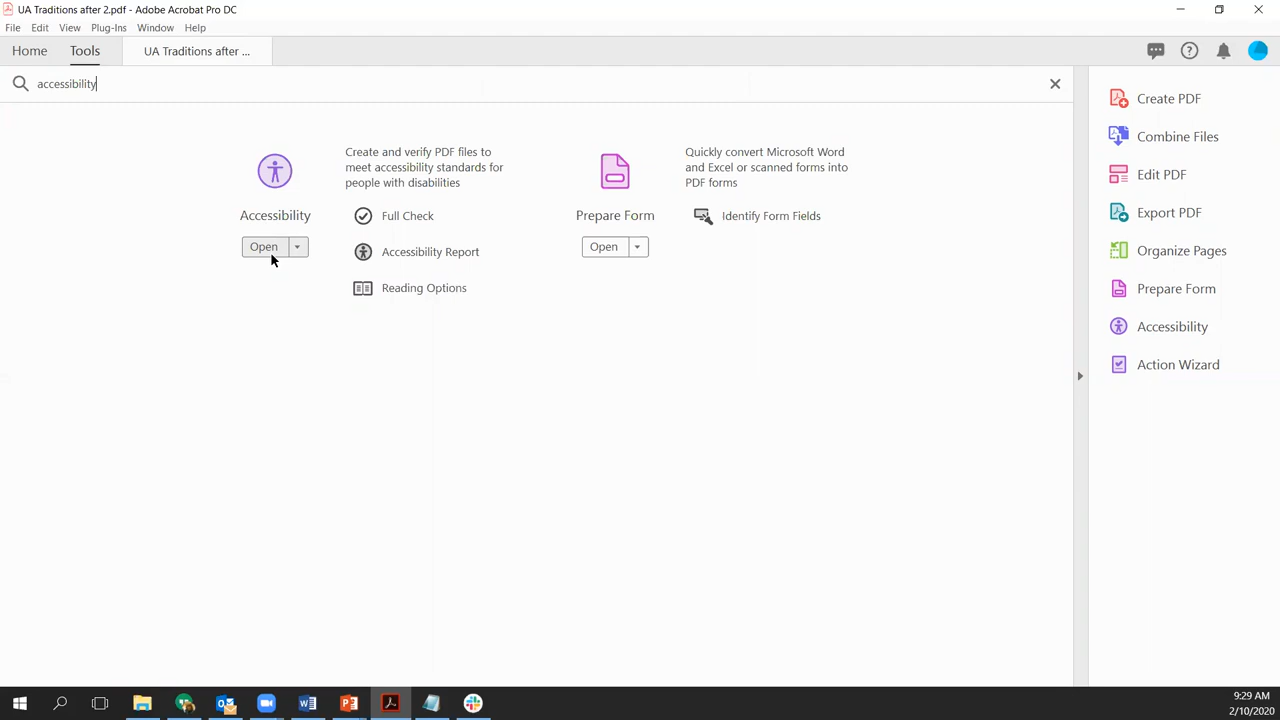 UA Traditions after 2.pdf - Adobe Acrobat Pro DC
File Edit View Plug-Ins Window Help
Home Tools UA Traditions after ...
accessibility
Create and verify PDF files to
meet accessibility standards for
people with disabilities
Accessibility
Open
Full Check
Accessibility Report
Reading Options
Quickly convert Microsoft Word
and Excel or scanned forms into
PDF forms
Prepare Form
Open
Identify Form Fields
Create PDF
Combine Files
Edit PDF
Export PDF
Organize Pages
Prepare Form
Accessibility
Action Wizard
9:29 AM
2/10/2020